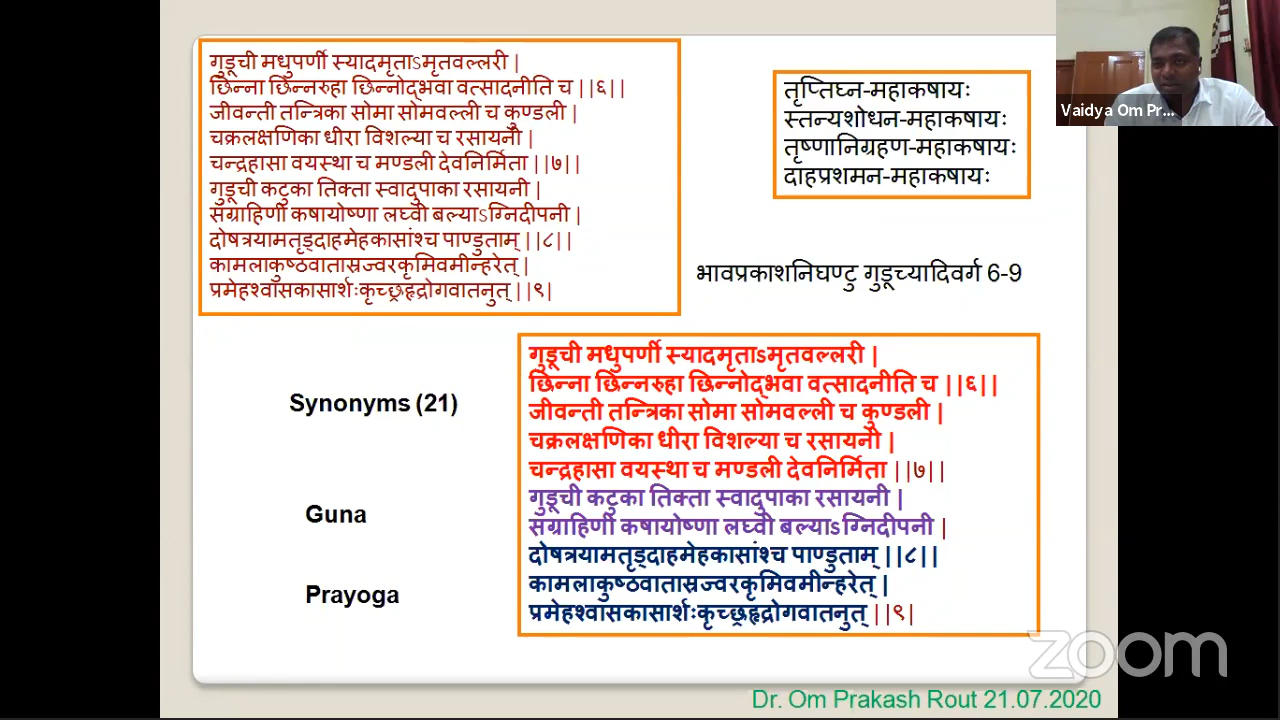 गुडूची मधुपर्णी स्यादमृताऽमृतवल्लरी |
छिन्ना छिन्नरुहा छिन्नोद्भवा वत्सादनीति च ||६||
जीवन्ती तन्त्रिका सोमा सोमवल्ली च कुण्डली |
चक्रलक्षणिका धीरा विशल्या च रसायनी |
चन्द्रहासा वयस्था च मण्डली देवनिर्मिता ||७||
गुडूची कटुका तिक्ता स्वादुपाका रसायनी |
संग्राहिणी कषायोष्णा लघ्वी बल्याऽग्निदीपनी |
दोषत्रयामतृड्दाहमेहकासांश्च पाण्डुताम् ||८||
कामलाकुष्ठवातास्रज्वरकृमिवमीन्हरेत् |
प्रमेहश्वासकासार्शःकृच्छ्रहृद्रोगवातनुत् ||९|
तृप्तिघ्न-महाकषायः
स्तन्यशोधन-महाकषायः
तृष्णानिग्रहण-महाकषायः
दाहप्रशमन-महाकषायः
Vaidya Om Pr...
भावप्रकाशनिघण्टु गुडूच्यादिवर्ग 6-9
Synonyms (21)
Guna
Prayoga
गुडूची मधुपर्णी स्यादमृताऽमृतवल्लरी |
छिन्ना छिन्नरुहा छिन्नोद्भवा वत्सादनीति च ||६||
जीवन्ती तन्त्रिका सोमा सोमवल्ली च कुण्डली |
चक्रलक्षणिका धीरा विशल्या च रसायनी |
चन्द्रहासा वयस्था च मण्डली देवनिर्मिता ||७||
गुडूची कटुका तिक्ता स्वादुपाका रसायनी |
संग्राहिणी कषायोष्णा लघ्वी बल्याऽग्निदीपनी |
दोषत्रयामतृड्दाहमेहकासांश्च पाण्डुताम् ||८||
कामलाकुष्ठवातास्रज्वरकृमिवमीन्हरेत् |
प्रमेहश्वासकासार्शःकृच्छ्रहृद्रोगवातनुत् ||९|
zoom
Dr. Om Prakash Rout 21.07.2020